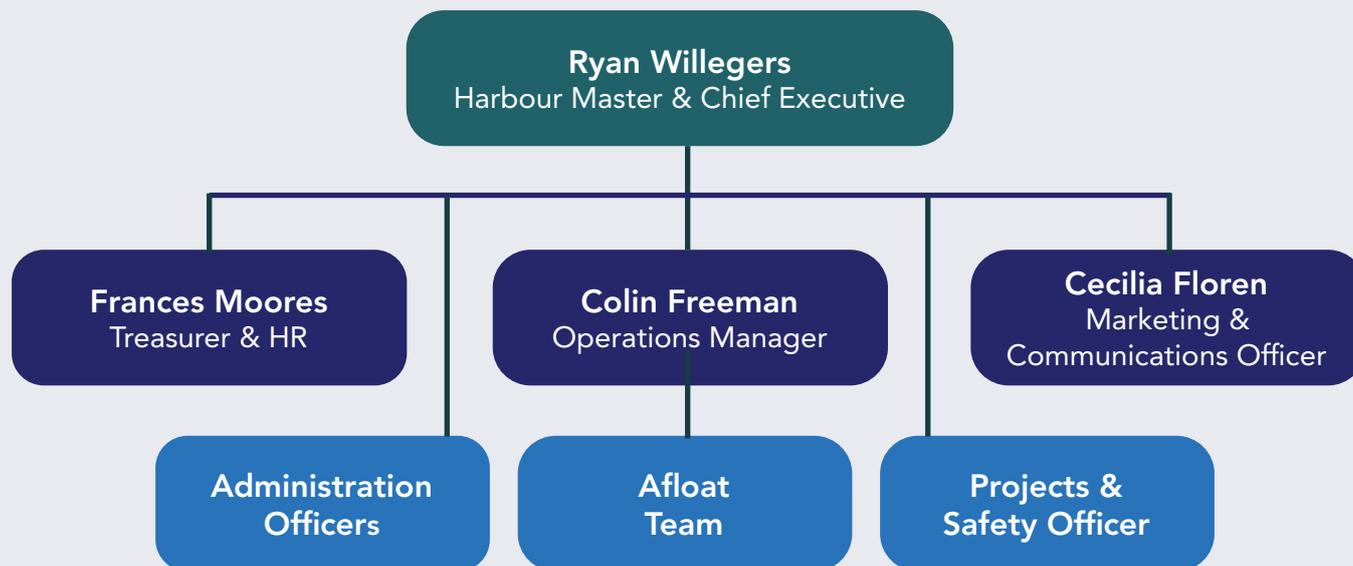 Ryan Willegers
Harbour Master & Chief Executive
Frances Moores
Treasurer & HR
Colin Freeman
Operations Manager
Cecilia Floren
Marketing &
Communications Officer
Administration
Officers
Afloat
Team
Projects &
Safety Officer